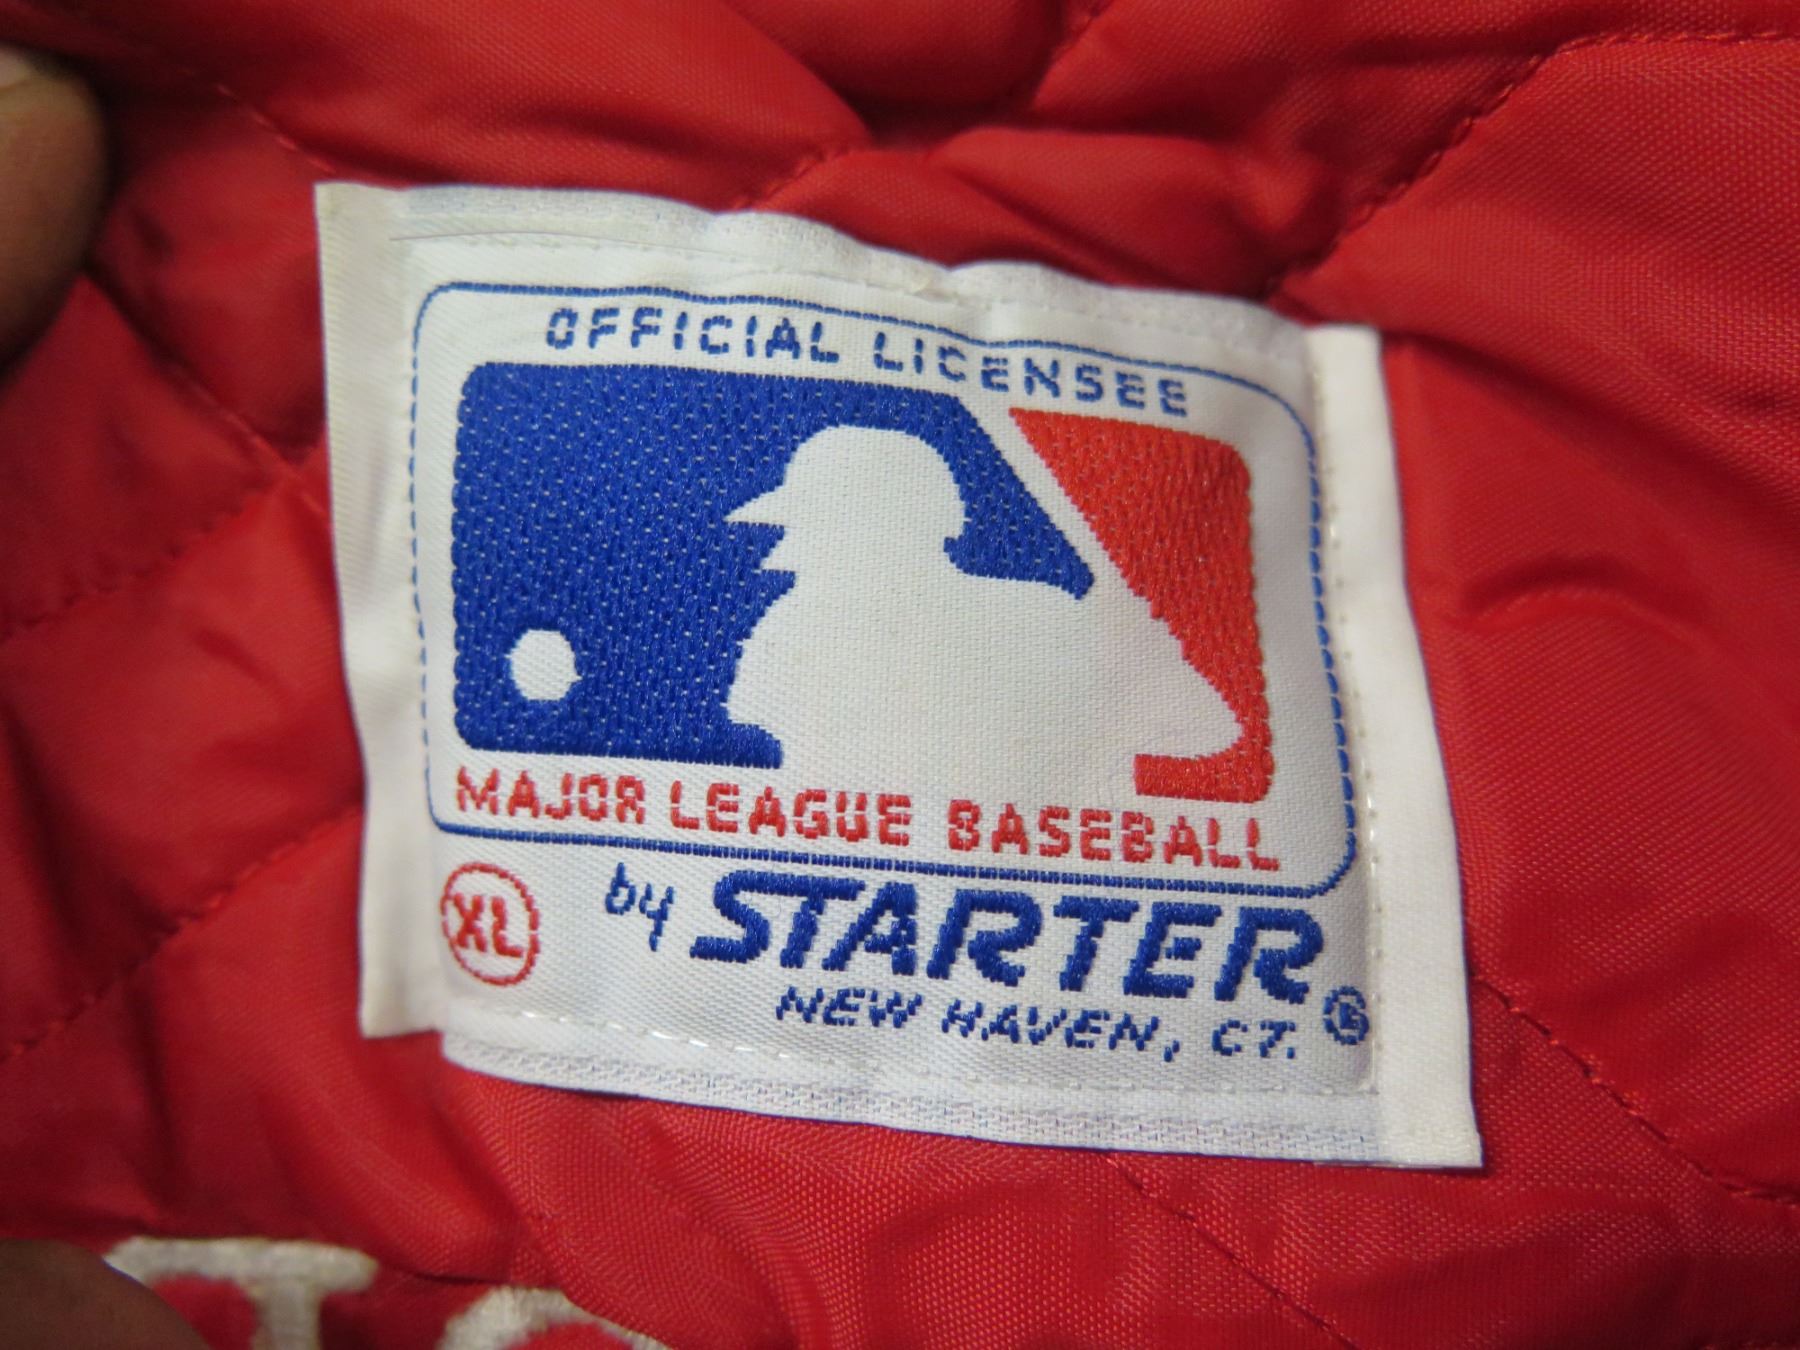 OFFICIAL LICENSEE
MAJOR LEAGUE BASEBALL
XL by STARTER
NEW HAVEN, CT. ®